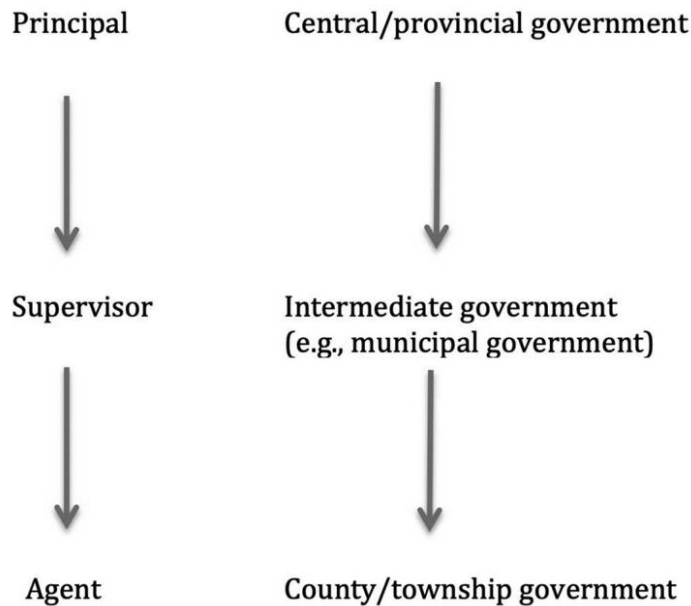 Principal
Central/provincial government
Supervisor
Intermediate government
(e.g., municipal government)
Agent
County/township government